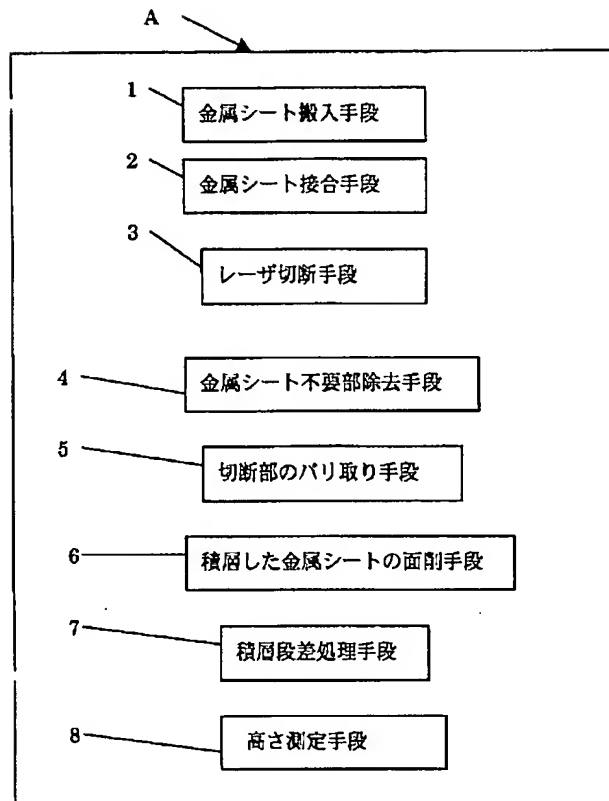 A
1
金属シート搬入手段
2
金属シート接合手段
3
レーザ切断手段
4
金属シート不要部除去手段
5
切断部のバリ取り手段
6
積層した金属シートの面削手段
7
積層段差処理手段
8
高さ測定手段